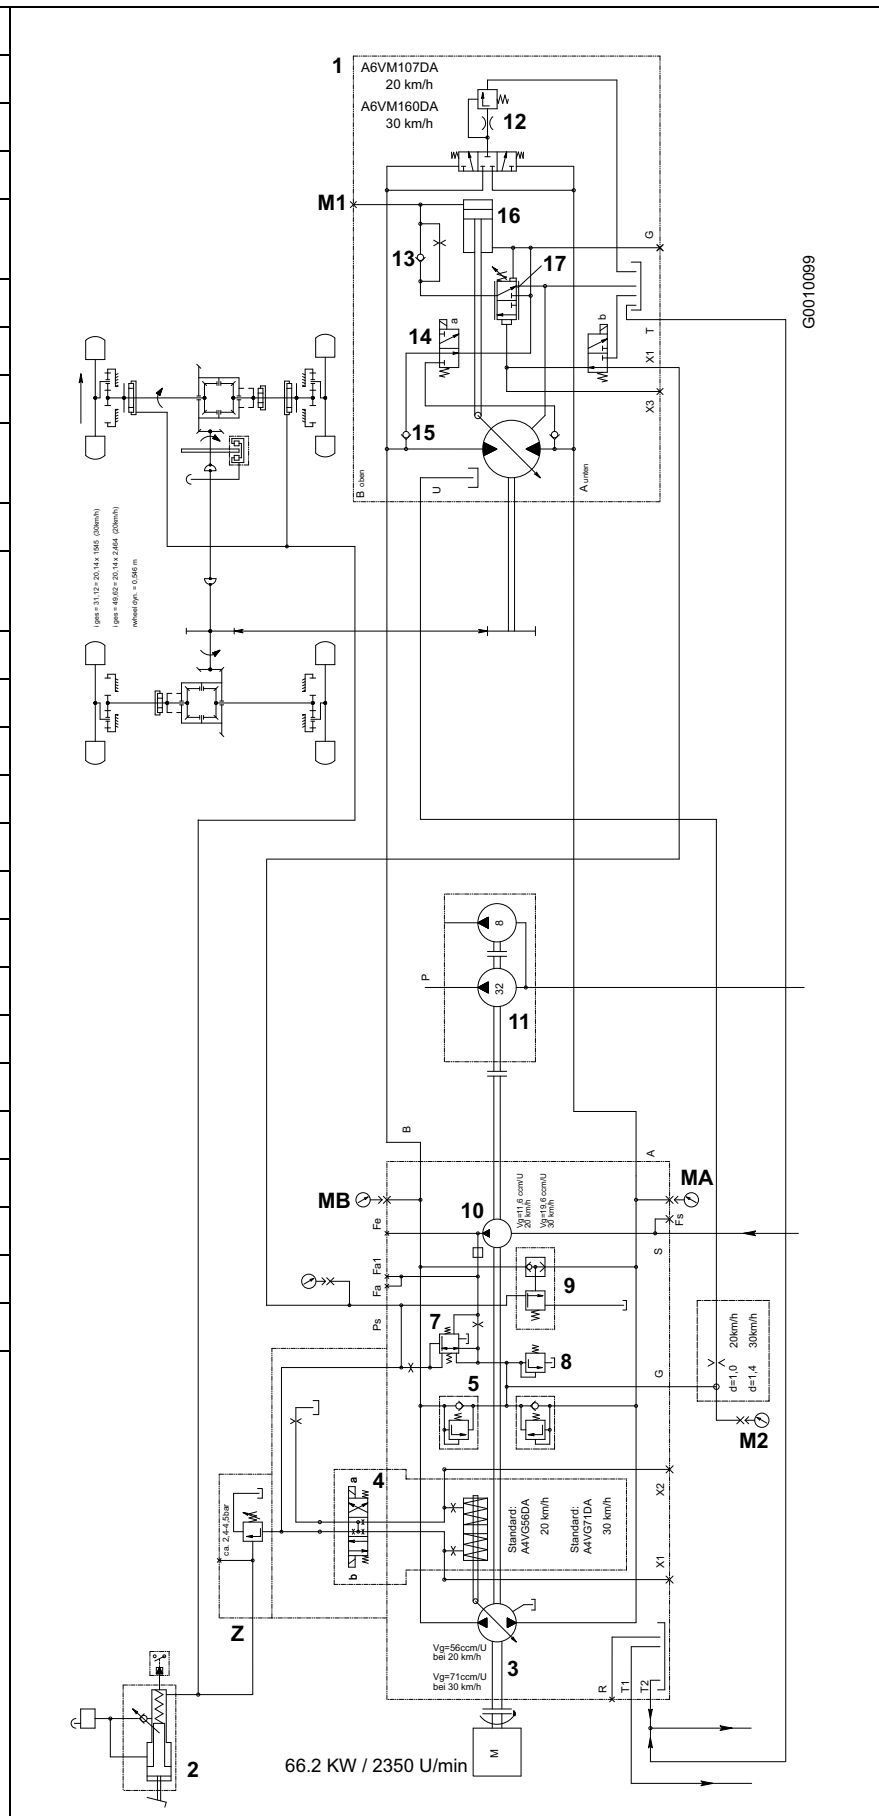 1
A6VM107DA
20 km/h
A6VM160DA
30 km/h
12
M1
16
13
17
G
a
14
b
T
X1
X3
15
B oben
U
A unten
G0010099
i ges = 31,12 = 20,14 x 1545 (30km/h)
i ges = 49,62 = 20,14 x 2,464 (20km/h)
rwheel dyn. = 0,546 m
8
P
32
11
B
A
MB
MA
Fe
10
Vg=11,6 ccm/U
20 km/h
Vg=19,6 ccm/U
30 km/h
Fs
S
Fa1
Fa
9
Ps
7
8
5
G
d=1,0 20km/h
d=1,4 30km/h
M2
4
a
b
ca. 2,4-4,5bar
Standard:
A4VG56DA
20 km/h
Standard:
A4VG71DA
30 km/h
X2
X1
Z
Vg=56ccm/U
bei 20 km/h
3
Vg=71ccm/U
bei 30 km/h
R
T1
T2
2
66.2 KW / 2350 U/min
M